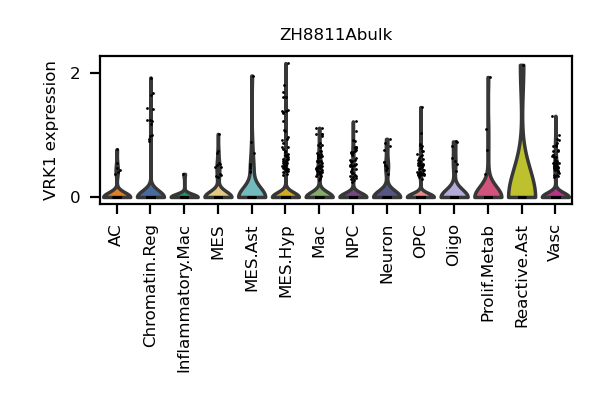 ZH8811Abulk
VRK1 expression
2
0
AC
Chromatin.Reg
Inflammatory.Mac
MES
MES.Ast
MES.Hyp
Mac
NPC
Neuron
OPC
Oligo
Prolif.Metab
Reactive.Ast
Vasc